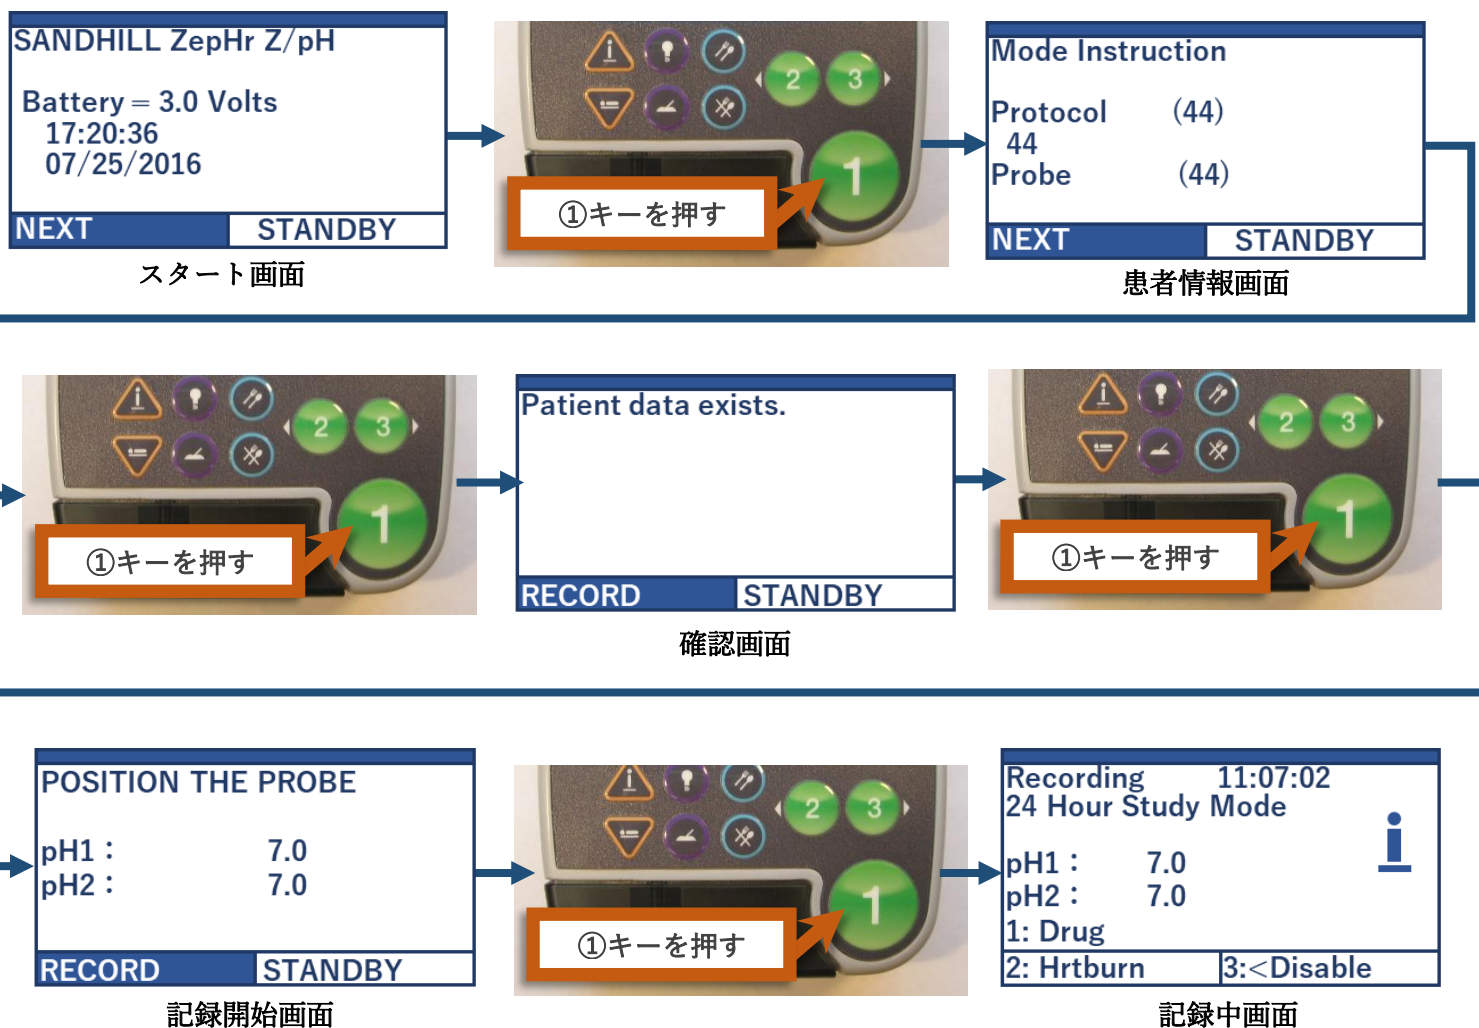 SANDHILL ZepHr Z/pH
Battery = 3.0 Volts
17:20:36
07/25/2016
NEXT
STANDBY
スタート画面
2
3
1
①キーを押す
Mode Instruction
Protocol (44)
44
Probe (44)
NEXT
STANDBY
患者情報画面
2
3
1
①キーを押す
Patient data exists.
RECORD
STANDBY
確認画面
2
3
1
①キーを押す
POSITION THE PROBE
pH1： 7.0
pH2： 7.0
RECORD
STANDBY
記録開始画面
2
3
1
①キーを押す
Recording 11:07:02
24 Hour Study Mode
pH1： 7.0
pH2： 7.0
1: Drug
2: Hrtburn
3:<Disable
記録中画面